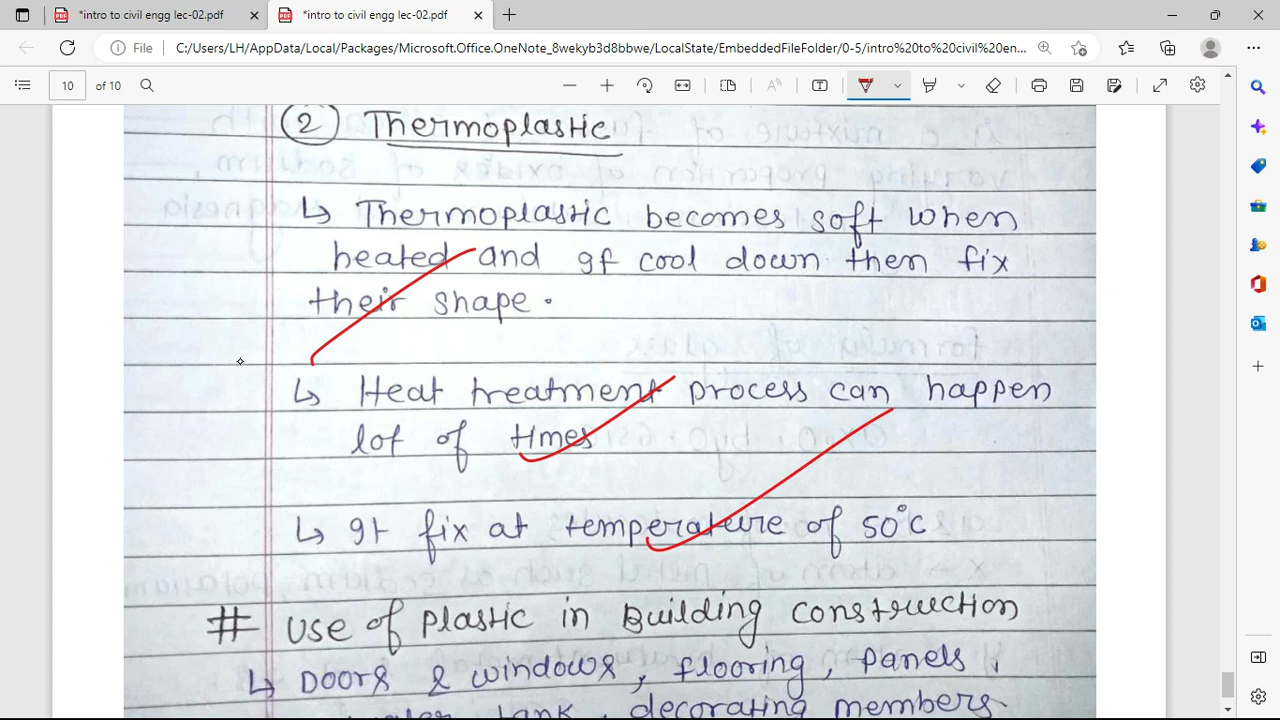 *intro to civil engg lec-02.pdf
*intro to civil engg lec-02.pdf
File
C:/Users/LH/AppData/Local/Packages/Microsoft.Office.OneNote_8wekyb3d8bbwe/LocalState/EmbeddedFileFolder/0-5/intro%20to%20civil%20en...
10 of 10
2 Thermoplastic
↳ Thermoplastic becomes soft when
heated and If cool down then fix
their shape.
↳ Heat treatment process can happen
lot of times
↳ It fix at temperature of 50°C
# Use of plastic in Building construction
↳ Doors & windows, flooring, panels,
water tank, decorating members.